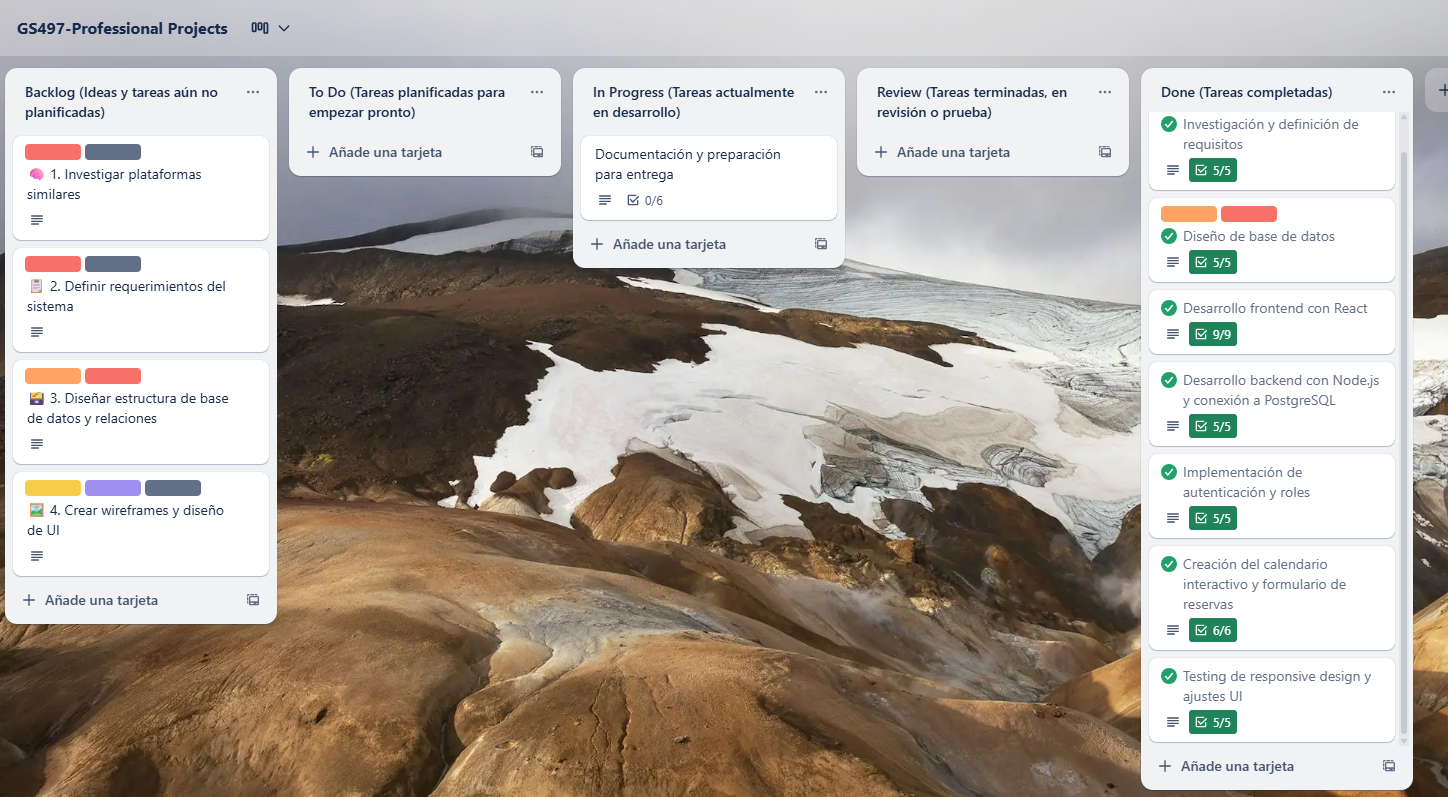 GS497-Professional Projects
Backlog (Ideas y tareas aún no
planificadas)
1. Investigar plataformas
similares
2. Definir requerimientos del
sistema
3. Diseñar estructura de base
de datos y relaciones
4. Crear wireframes y diseño
de UI
Añade una tarjeta
To Do (Tareas planificadas para
empezar pronto)
Añade una tarjeta
In Progress (Tareas actualmente
en desarrollo)
Documentación y preparación
para entrega
0/6
Añade una tarjeta
Review (Tareas terminadas, en
revisión o prueba)
Añade una tarjeta
Done (Tareas completadas)
Investigación y definición de
requisitos
5/5
Diseño de base de datos
5/5
Desarrollo frontend con React
9/9
Desarrollo backend con Node.js
y conexión a PostgreSQL
5/5
Implementación de
autenticación y roles
5/5
Creación del calendario
interactivo y formulario de
reservas
6/6
Testing de responsive design y
ajustes UI
5/5
Añade una tarjeta